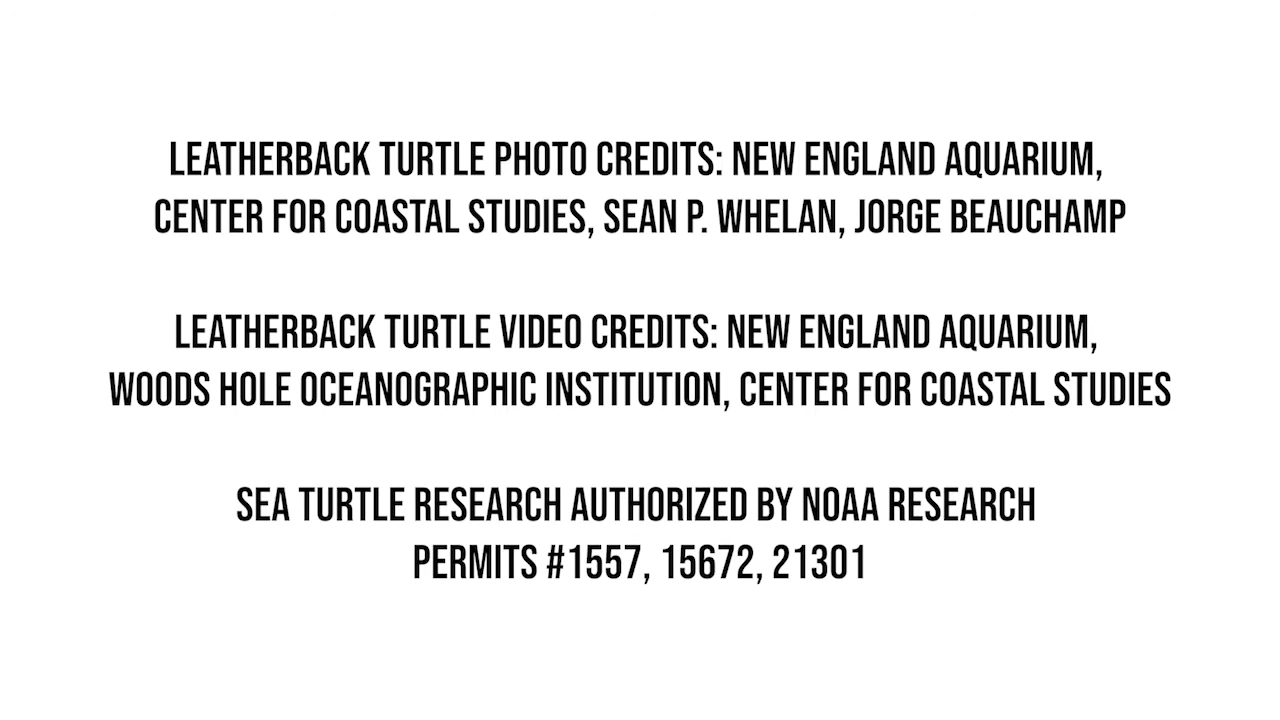 LEATHERBACK TURTLE PHOTO CREDITS: NEW ENGLAND AQUARIUM,
CENTER FOR COASTAL STUDIES, SEAN P. WHELAN, JORGE BEAUCHAMP
LEATHERBACK TURTLE VIDEO CREDITS: NEW ENGLAND AQUARIUM,
WOODS HOLE OCEANOGRAPHIC INSTITUTION, CENTER FOR COASTAL STUDIES
SEA TURTLE RESEARCH AUTHORIZED BY NOAA RESEARCH
PERMITS #1557, 15672, 21301